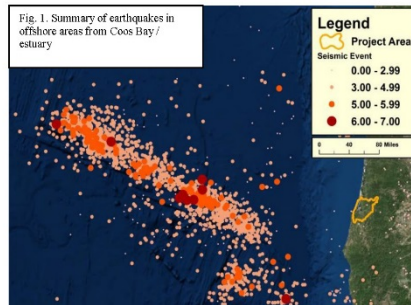 Fig. 1. Summary of earthquakes in
offshore areas from Coos Bay /
estuary
Legend
Project Area
Seismic Event
0.00 - 2.99
3.00 - 4.99
5.00 - 5.99
6.00 - 7.00
0 40 80 Miles